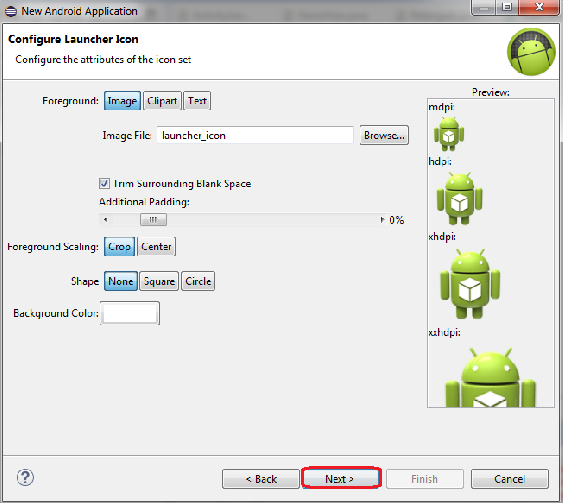 New Android Application
Configure Launcher Icon
Configure the attributes of the icon set
Foreground: Image Clipart Text
Image File: launcher_icon Browse...
Trim Surrounding Blank Space
Additional Padding:
0%
Foreground Scaling: Crop Center
Shape None Square Circle
Background Color:
Preview:
mdpi:
hdpi:
xhdpi:
xxhdpi:
? < Back Next > Finish Cancel